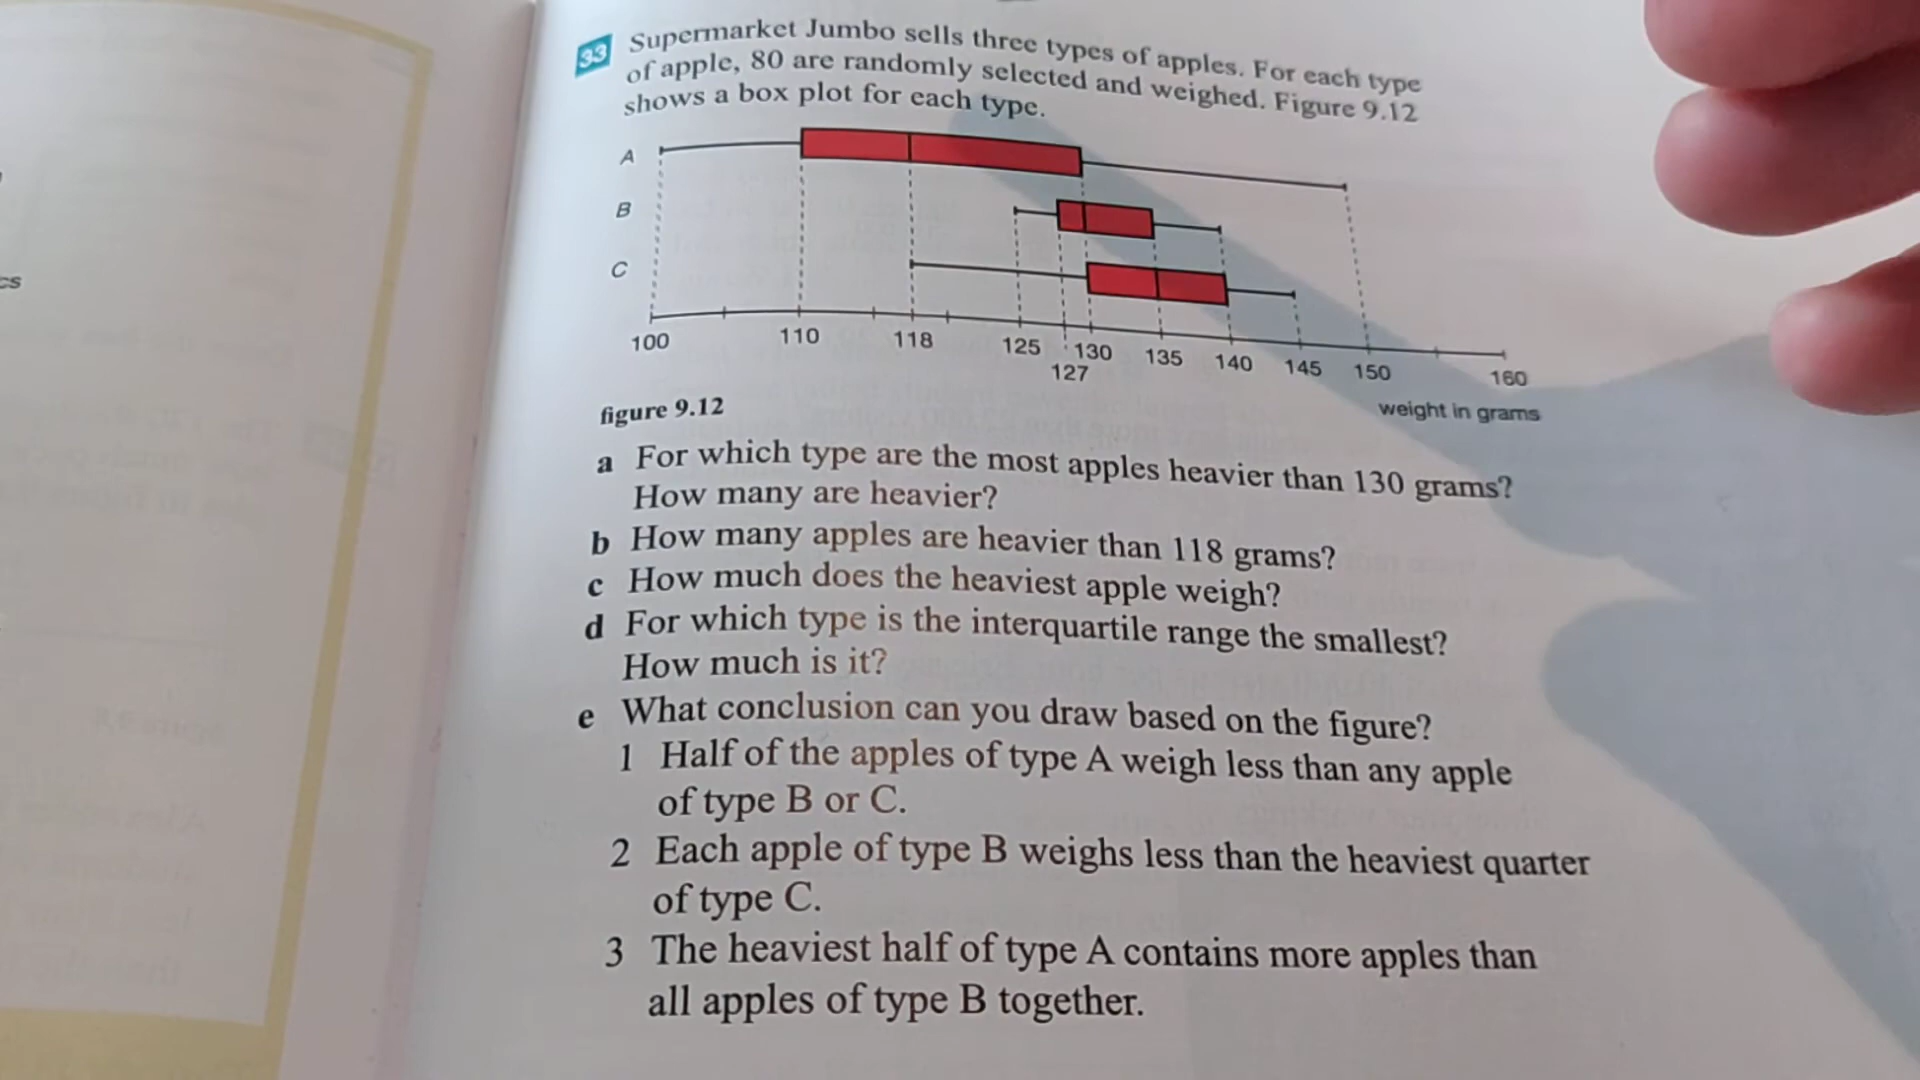 33 Supermarket Jumbo sells three types of apples. For each type
of apple, 80 are randomly selected and weighed. Figure 9.12
shows a box plot for each type.
A
B
C
100 110 118 125 130 135 140 145 150 160
127
weight in grams
figure 9.12
a For which type are the most apples heavier than 130 grams?
How many are heavier?
b How many apples are heavier than 118 grams?
c How much does the heaviest apple weigh?
d For which type is the interquartile range the smallest?
How much is it?
e What conclusion can you draw based on the figure?
1 Half of the apples of type A weigh less than any apple
of type B or C.
2 Each apple of type B weighs less than the heaviest quarter
of type C.
3 The heaviest half of type A contains more apples than
all apples of type B together.